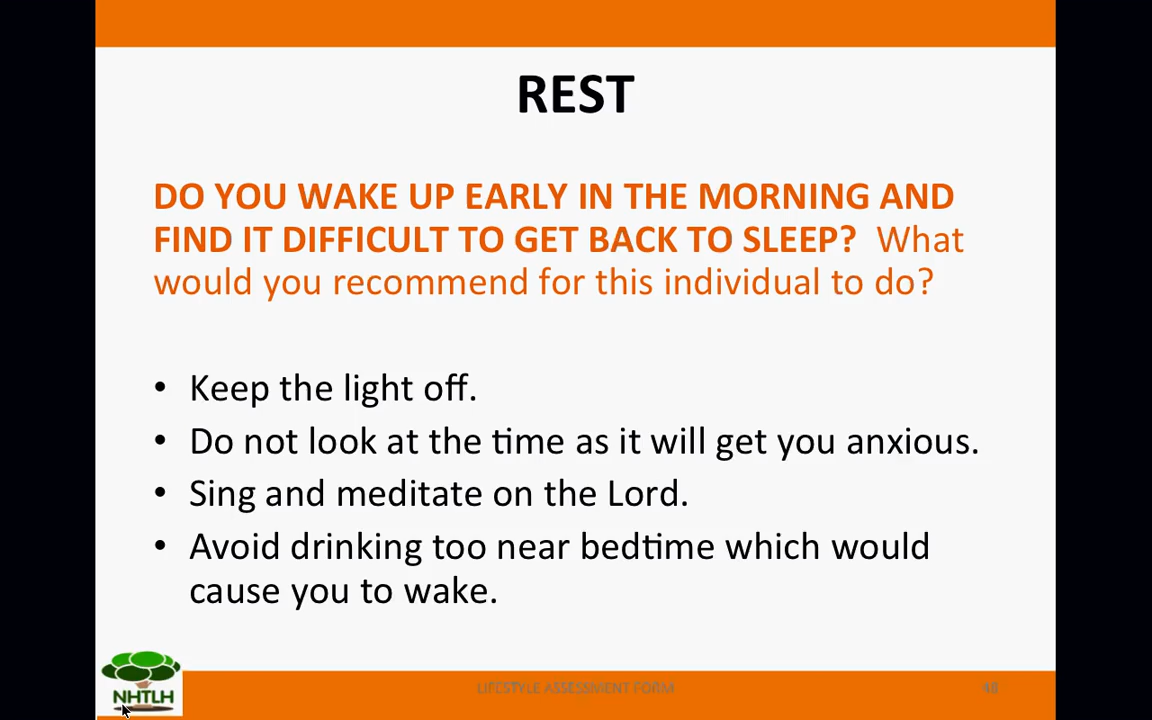 REST
DO YOU WAKE UP EARLY IN THE MORNING AND
FIND IT DIFFICULT TO GET BACK TO SLEEP? What
would you recommend for this individual to do?
• Keep the light off.
• Do not look at the time as it will get you anxious.
• Sing and meditate on the Lord.
• Avoid drinking too near bedtime which would
cause you to wake.
NHTLH
LIFESTYLE ASSESSMENT FORM
48